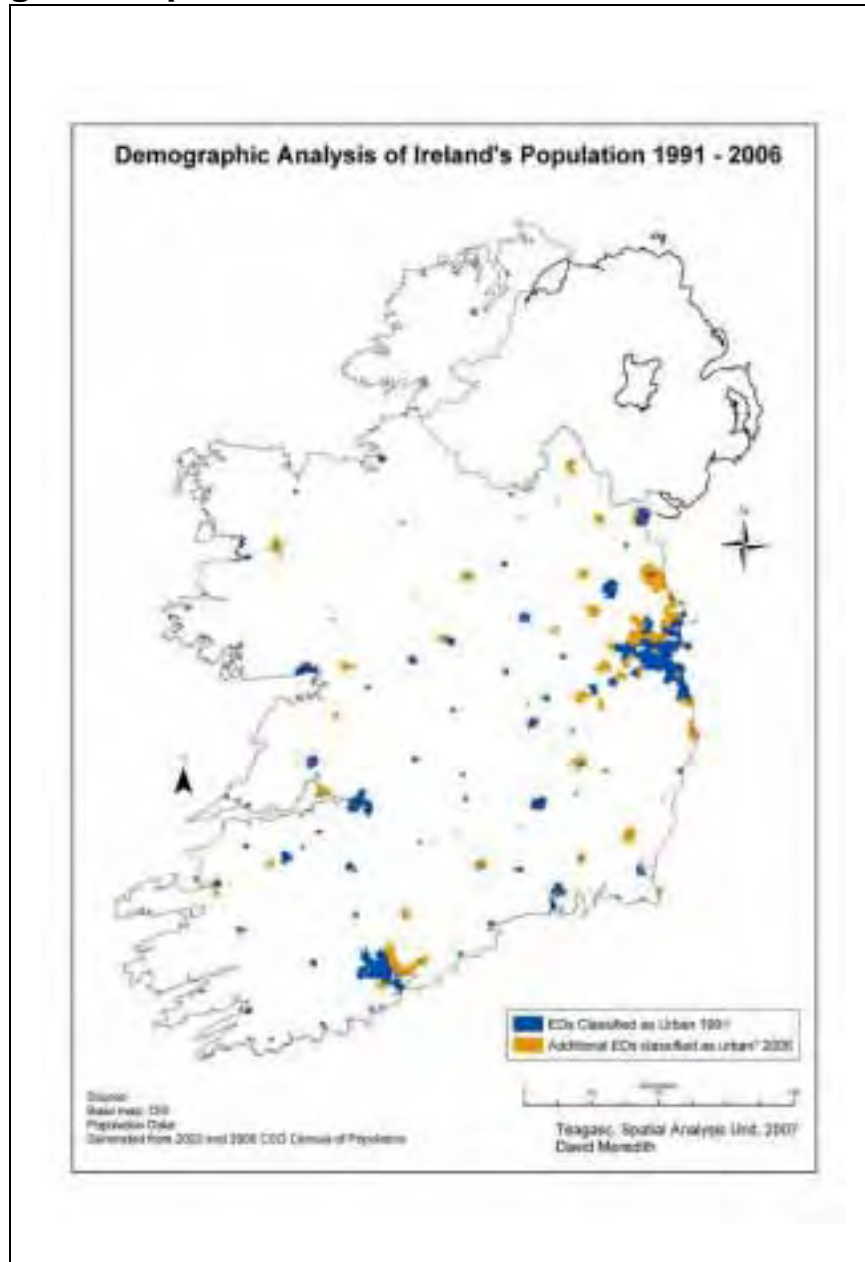 Demographic Analysis of Ireland's Population 1991 - 2006
EDs Classified as Urban 1991
Additional EDs classified as urban* 2006
Source:
Base map: OSI
Population Data:
Generated from 2002 and 2006 CSO Census of Population
Teagasc, Spatial Analysis Unit, 2007
David Meredith